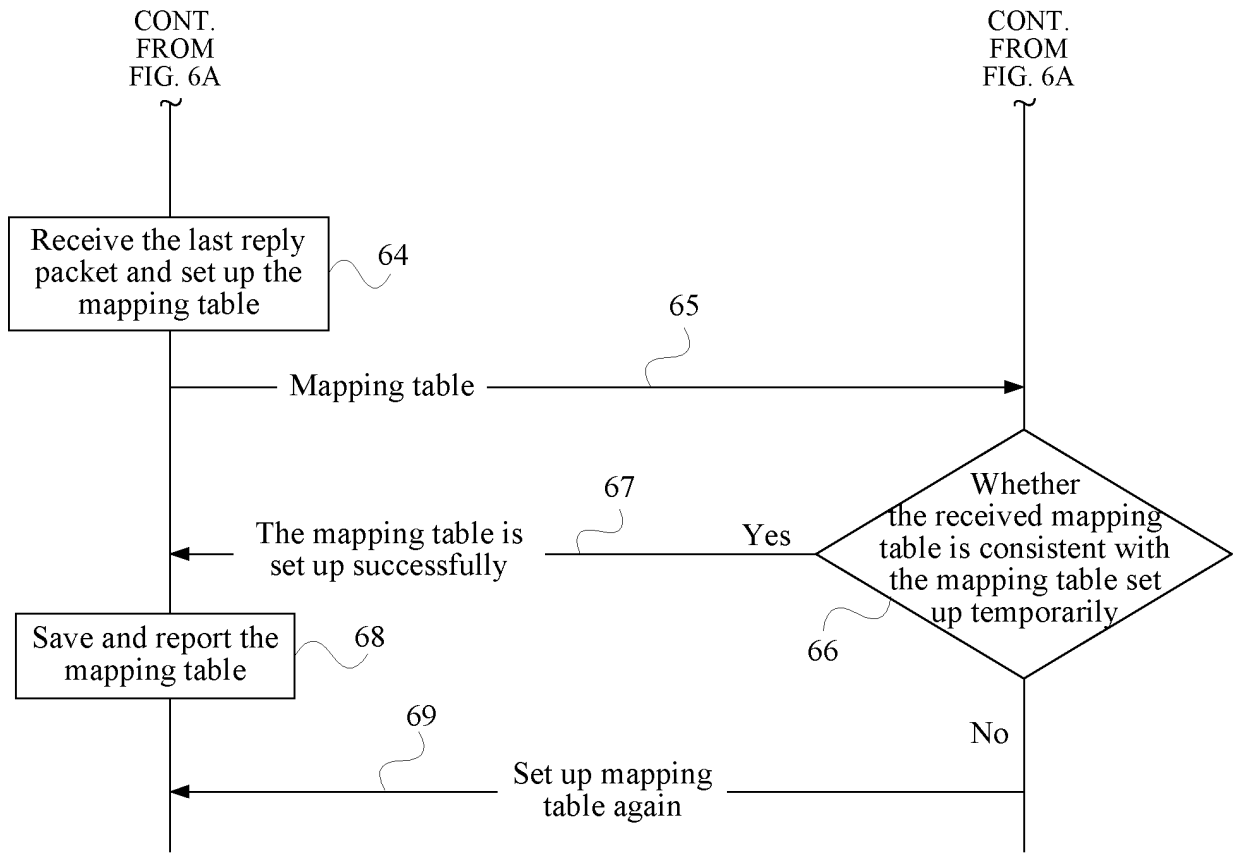 CONT.
FROM
FIG. 6A
CONT.
FROM
FIG. 6A
Receive the last reply
packet and set up the
mapping table
64
65
Mapping table
Whether
the received mapping
table is consistent with
the mapping table set
up temporarily
66
67
Yes
The mapping table is
set up successfully
Save and report the
mapping table
68
No
69
Set up mapping
table again